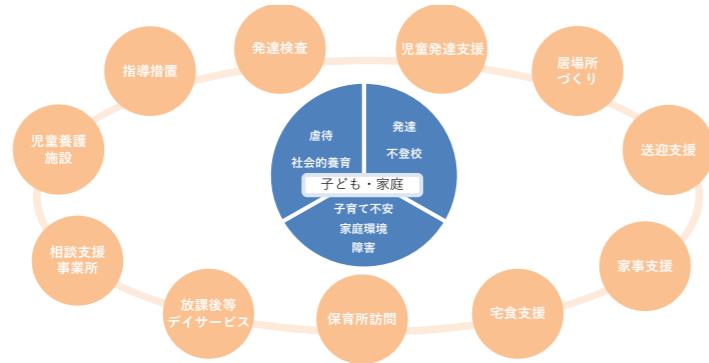 発達検査
児童発達支援
指導措置
居場所
づくり
児童養護
施設
送迎支援
虐待
社会的養育
発達
不登校
子ども・家庭
子育て不安
家庭環境
障害
相談支援
事業所
家事支援
放課後等
デイサービス
保育所訪問
宅食支援